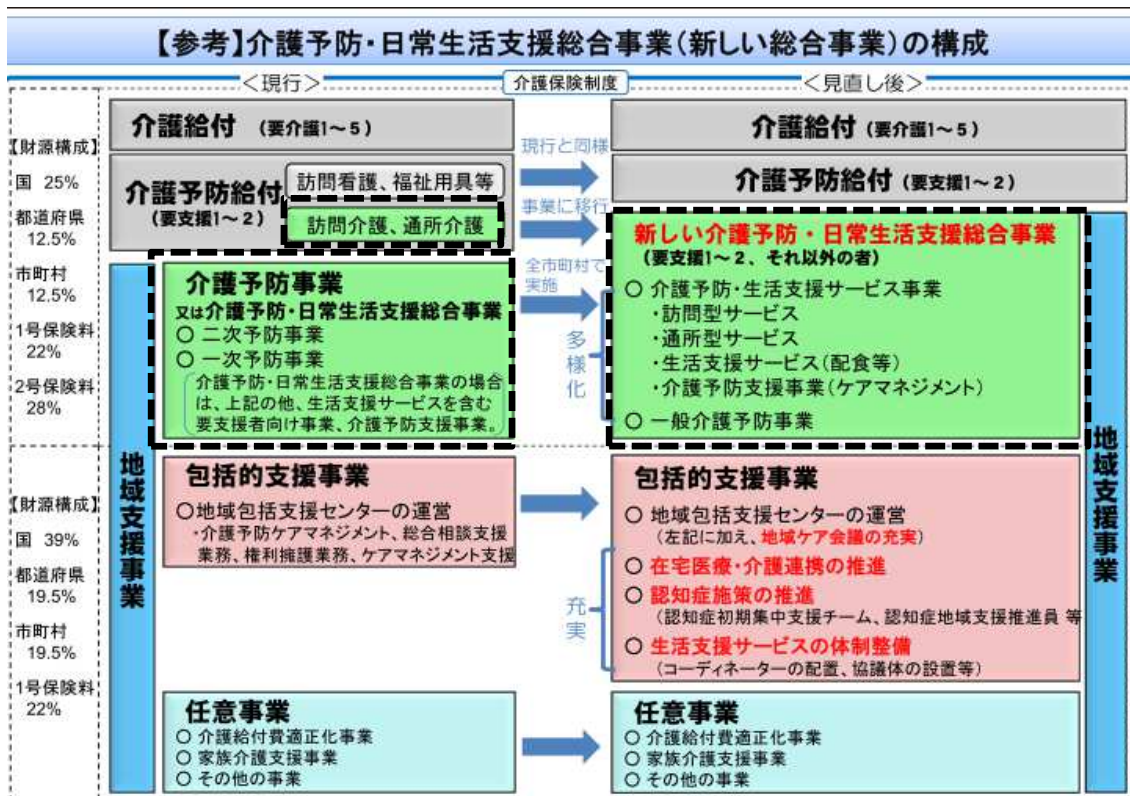 【参考】介護予防・日常生活支援総合事業(新しい総合事業)の構成
<現行>
介護保険制度
<見直し後>
【財源構成】
国 25%
都道府県
12.5%
市町村
12.5%
1号保険料
22%
2号保険料
28%
【財源構成】
国 39%
都道府県
19.5%
市町村
19.5%
1号保険料
22%
介護給付 (要介護1~5)
介護予防給付
(要支援1~2)
訪問看護、福祉用具等
訪問介護、通所介護
地域支援事業
介護予防事業
又は介護予防・日常生活支援総合事業
○ 二次予防事業
○ 一次予防事業
介護予防・日常生活支援総合事業の場合
は、上記の他、生活支援サービスを含む
要支援者向け事業、介護予防支援事業。
包括的支援事業
○地域包括支援センターの運営
・介護予防ケアマネジメント、総合相談支援
業務、権利擁護業務、ケアマネジメント支援
任意事業
○ 介護給付費適正化事業
○ 家族介護支援事業
○ その他の事業
現行と同様
事業に移行
全市町村で
実施
多様化
充実
介護給付 (要介護1~5)
介護予防給付 (要支援1~2)
新しい介護予防・日常生活支援総合事業
(要支援1~2、それ以外の者)
○ 介護予防・生活支援サービス事業
・訪問型サービス
・通所型サービス
・生活支援サービス(配食等)
・介護予防支援事業(ケアマネジメント)
○ 一般介護予防事業
包括的支援事業
○ 地域包括支援センターの運営
(左記に加え、地域ケア会議の充実)
○ 在宅医療・介護連携の推進
○ 認知症施策の推進
(認知症初期集中支援チーム、認知症地域支援推進員 等
○ 生活支援サービスの体制整備
(コーディネーターの配置、協議体の設置等)
任意事業
○ 介護給付費適正化事業
○ 家族介護支援事業
○ その他の事業
地域支援事業